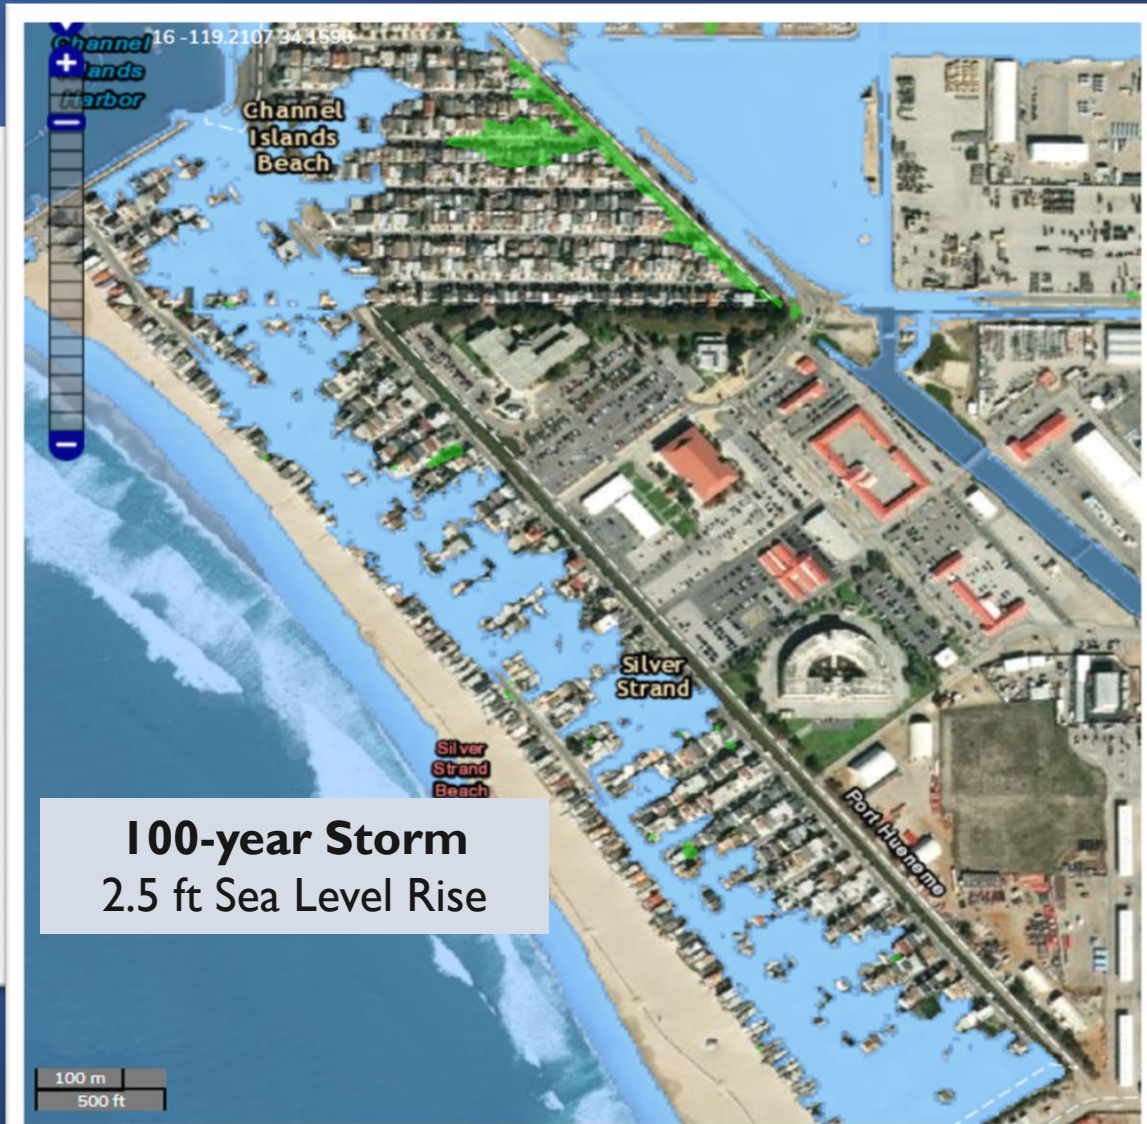 16 -119.2107 34.1596
Channel
Islands
Harbor
+
Channel
Islands
Beach
Silver
Strand
Silver
Strand
Beach
Port Hueneme
100-year Storm
2.5 ft Sea Level Rise
100 m
500 ft